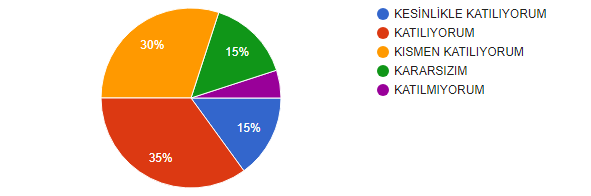 30%
15%
15%
35%
KESİNLİKLE KATILIYORUM
KATILIYORUM
KISMEN KATILIYORUM
KARARSIZIM
KATILMIYORUM